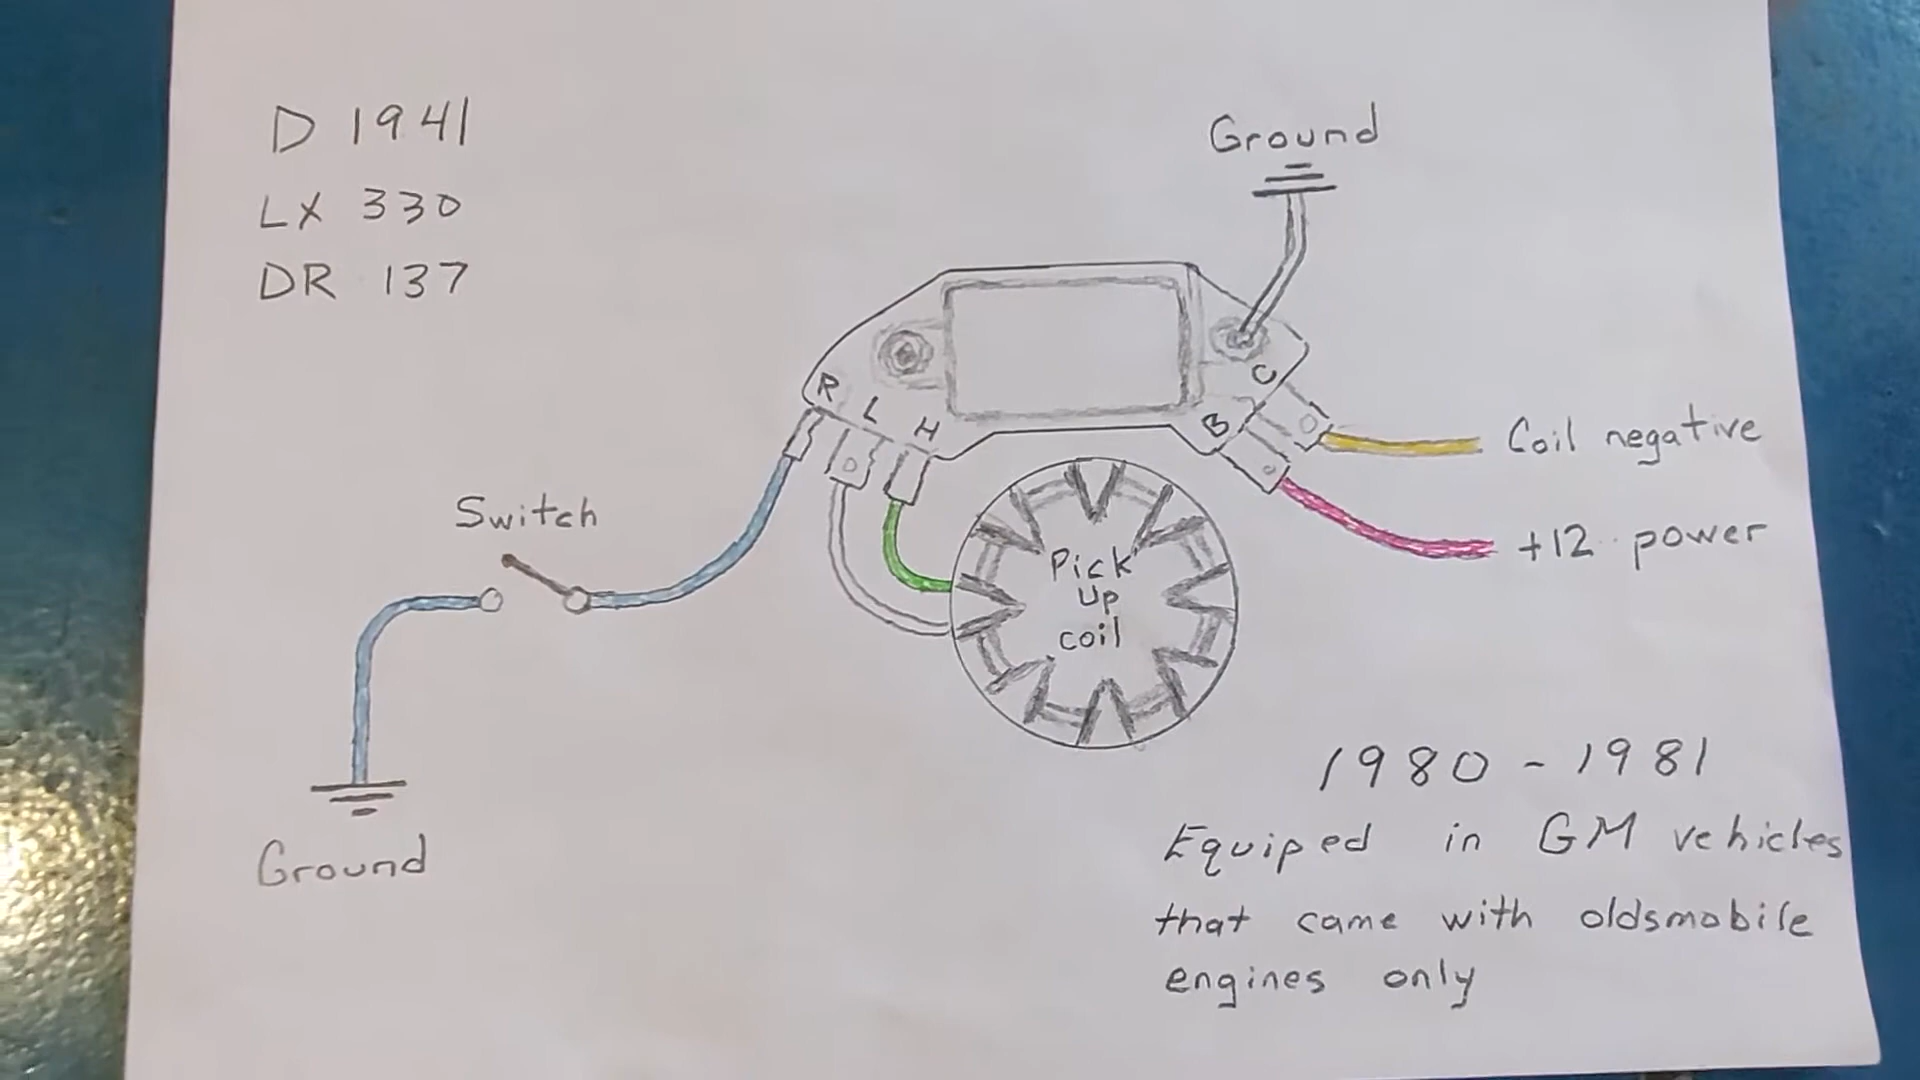 D 1941
LX 330
DR 137
Ground
R
L
H
C
B
Coil negative
+12 power
Switch
Pick
Up
coil
Ground
1980 - 1981
Equiped in GM vehicles
that came with oldsmobile
engines only